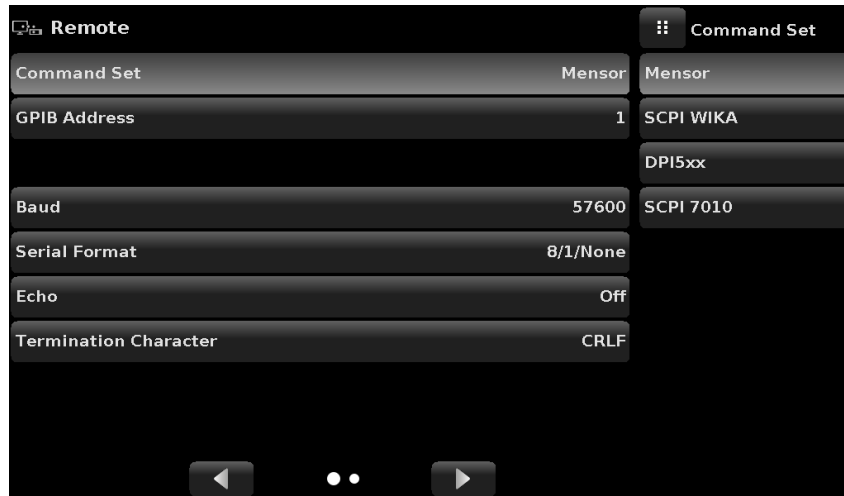 Remote
Command Set
Command Set Mensor
Mensor
GPIB Address 1
SCPI WIKA
DPI5xx
Baud 57600
SCPI 7010
Serial Format 8/1/None
Echo Off
Termination Character CRLF